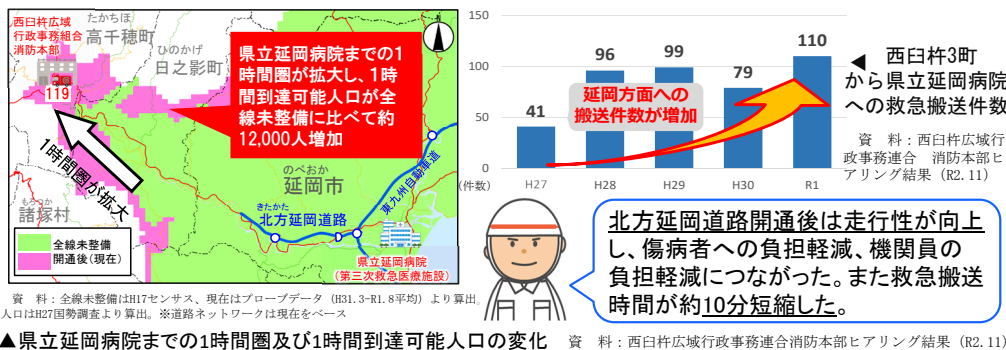 西臼杵広域
行政事務組合
消防本部
119
たかちほ
高千穂町
ひのかげ
日之影町
県立延岡病院までの1
時間圏が拡大し、1時
間到達可能人口が全
線未整備に比べて約
12,000人増加
1時間圏が拡大
もろつか
諸塚村
のべおか
延岡市
きたかた
北方延岡道路
東九州自動車道
県立延岡病院
(第三次救急医療施設)
全線未整備
開通後(現在)
資 料:全線未整備はH17センサス、現在はプローブデータ(H31.3-R1.8平均)より算出。
人口はH27国勢調査より算出。※道路ネットワークは現在をベース
▲県立延岡病院までの1時間圏及び1時間到達可能人口の変化
150
100
50
0
(件数)
41
96
99
79
110
延岡方面への
搬送件数が増加
H27
H28
H29
H30
R1
◀ 西臼杵3町
から県立延岡病院
への救急搬送件数
資 料:西臼杵広域行
政事務連合 消防本部ヒ
アリング結果(R2.11)
北方延岡道路開通後は走行性が向上
し、傷病者への負担軽減、機関員の
負担軽減につながった。また救急搬送
時間が約10分短縮した。
資 料:西臼杵広域行政事務連合消防本部ヒアリング結果(R2.11)